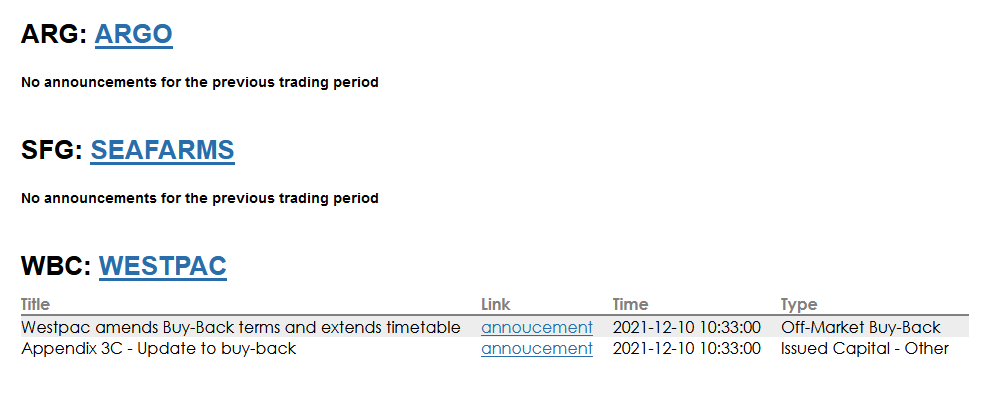 ARG: ARGO
No announcements for the previous trading period
SFG: SEAFARMS
No announcements for the previous trading period
WBC: WESTPAC
Title Link Time Type
Westpac amends Buy-Back terms and extends timetable annoucement 2021-12-10 10:33:00 Off-Market Buy-Back
Appendix 3C - Update to buy-back annoucement 2021-12-10 10:33:00 Issued Capital - Other